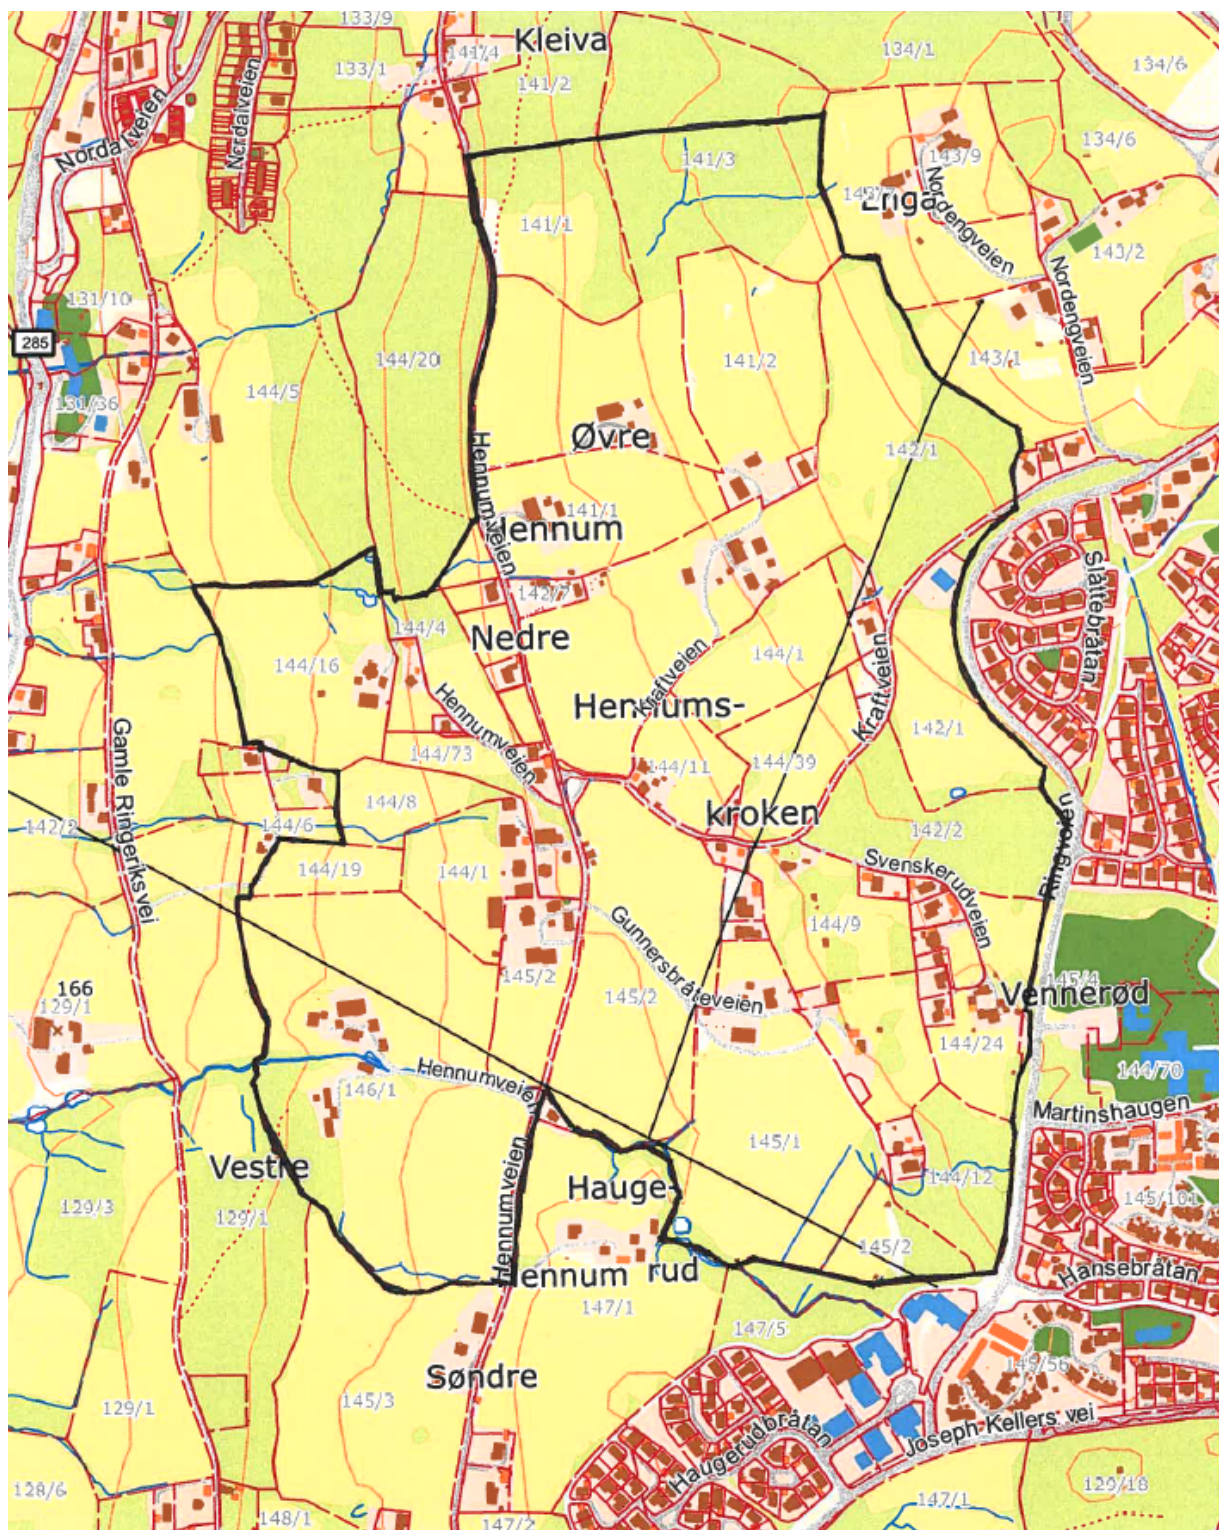 133/9
Kleiva
141/4
134/1
133/1
141/2
134/6
Nordalveien
Nordalveien
134/6
141/3
143/9
Enga
141/1
Nordengveien
143/2
Nordengveien
131/10
285
144/20
141/2
143/1
144/5
131/36
Øvre
Hennumveien
142/1
141/1
Jennum
142/7
Slåttebråtan
144/4
Nedre
144/16
144/1
Kraftveien
Kraftveien
Hennums-
Hennumveien
142/1
Gamle Ringeriksvei
144/73
144/11
144/39
144/8
kroken
142/2
144/6
142/2
Ringveien
144/19
144/1
Svenskerudveien
Gunnersbråteveien
144/9
166
129/1
145/2
145/2
145/4
Vennerød
144/24
Hennumveien
146/1
144/70
Martinshaugen
145/1
Vestre
Hennumveien
Hauge-
144/12
129/3
129/1
145/101
145/2
Hennum
rud
Hansebråtan
147/1
147/5
145/56
Søndre
145/3
129/1
Haugerudbråtan
Joseph Kellers vei
128/6
129/18
147/1
148/1
147/2